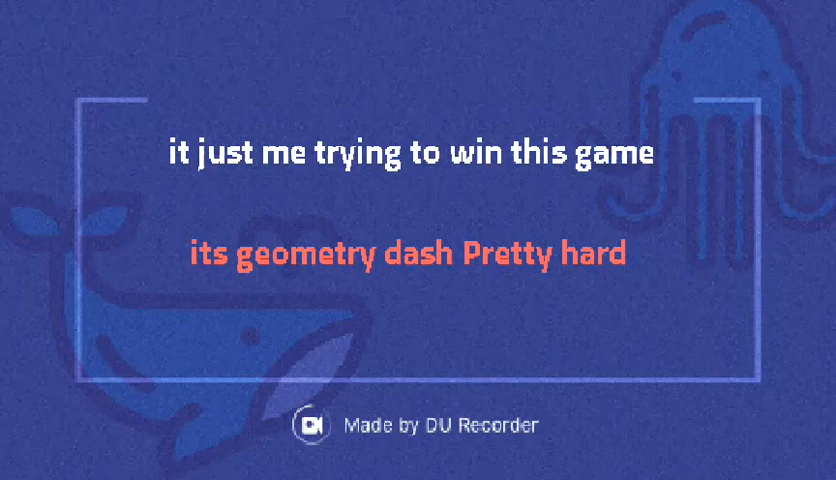 it just me trying to win this game
its geometry dash Pretty hard
Made by DU Recorder